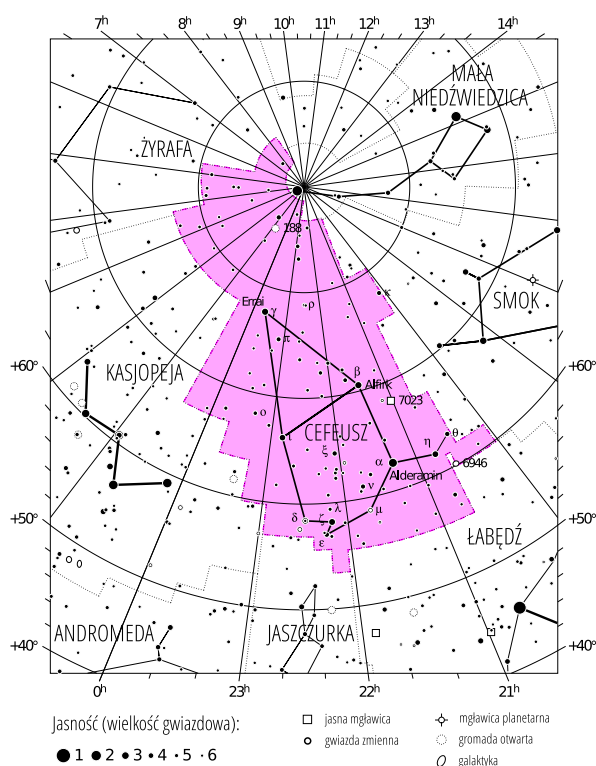 7h 8h 9h 10h 11h 12h 13h 14h
MAŁA
NIEDŹWIEDZICA
ŻYRAFA
188
SMOK
κ
Errai
γ
ρ
π
+60°
KASJOPEJA
β
Alfirk
+60°
7023
ο
ι
CEFEUSZ
θ
η
ξ
α
6946
Alderamin
ν
δ
ζ
λ
μ
ε
+50°
ŁABĘDŹ
+50°
+40°
ANDROMEDA
JASZCZURKA
+40°
0h 23h 22h 21h
Jasność (wielkość gwiazdowa):
1 2 3 4 5 6
jasna mgławica
gwiazda zmienna
mgławica planetarna
gromada otwarta
galaktyka